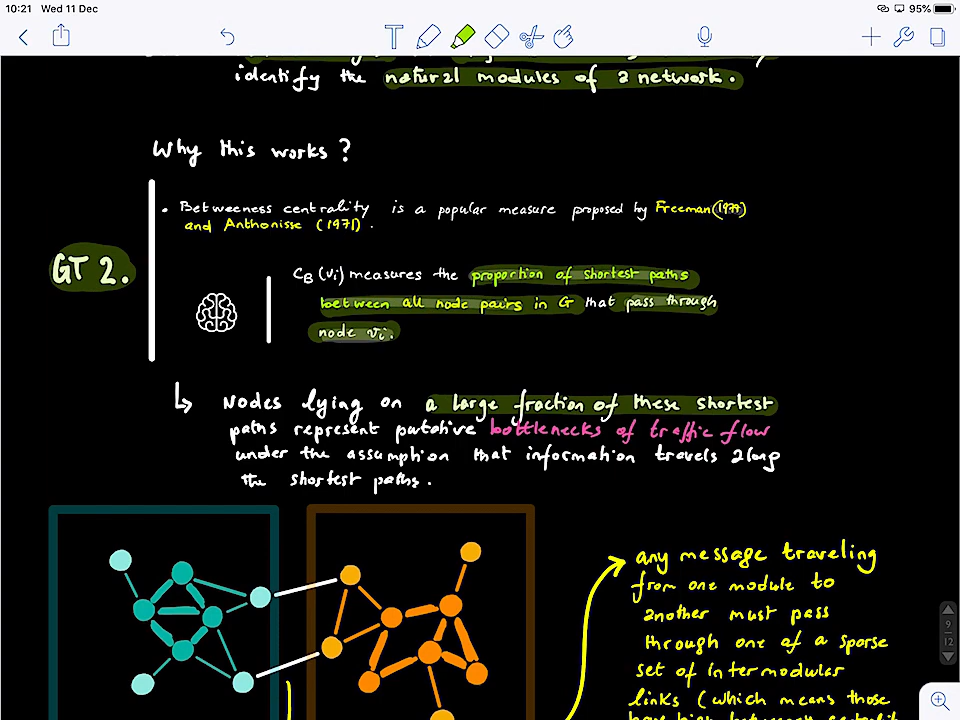 10:21 Wed 11 Dec
95%
identify the natural modules of a network.
Why this works?
• Betweeness centrality is a popular measure proposed by Freeman (1977)
and Anthonisse (1971).
GT 2.
CB (vi) measures the proportion of shortest paths
between all node pairs in G that pass through
node vi.
↳ Nodes lying on a large fraction of these shortest
paths represent putative bottlenecks of traffic flow
under the assumption that information travels along
the shortest paths.
any message traveling
from one module to
another must pass
through one of a sparse
set of intermodular
links (which means those
9
12